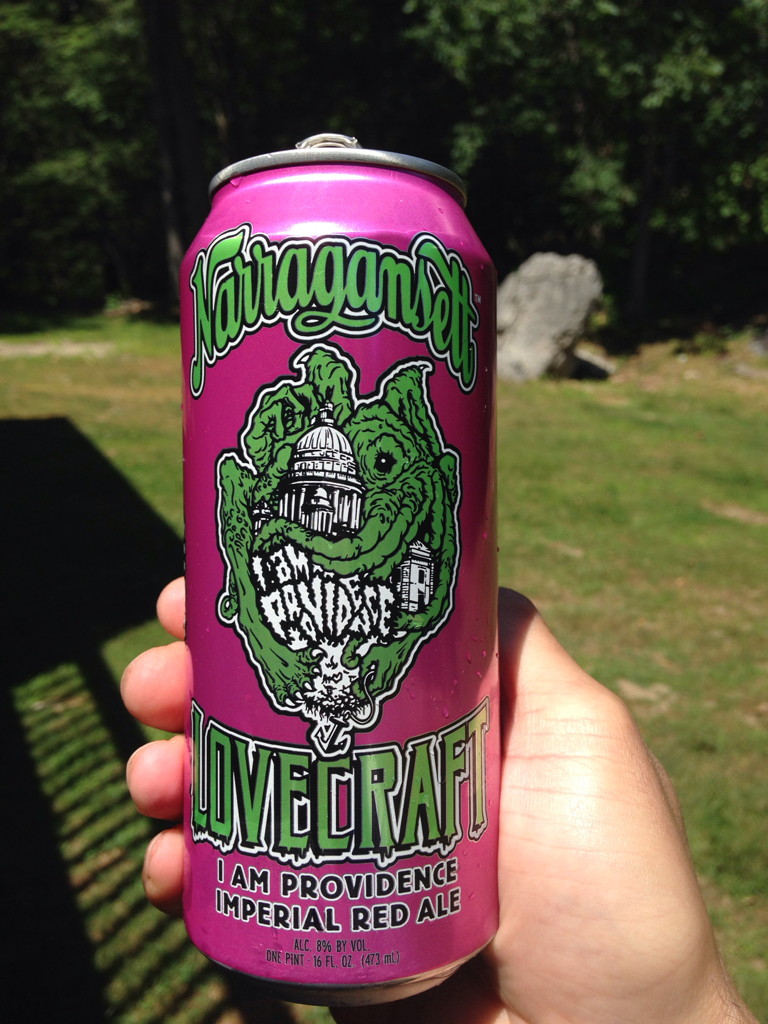 Narragansett™
I AM
PROVIDENCE
LOVECRAFT
I AM PROVIDENCE
IMPERIAL RED ALE
ALC. 8% BY VOL.
ONE PINT - 16 FL. OZ. (473 mL)